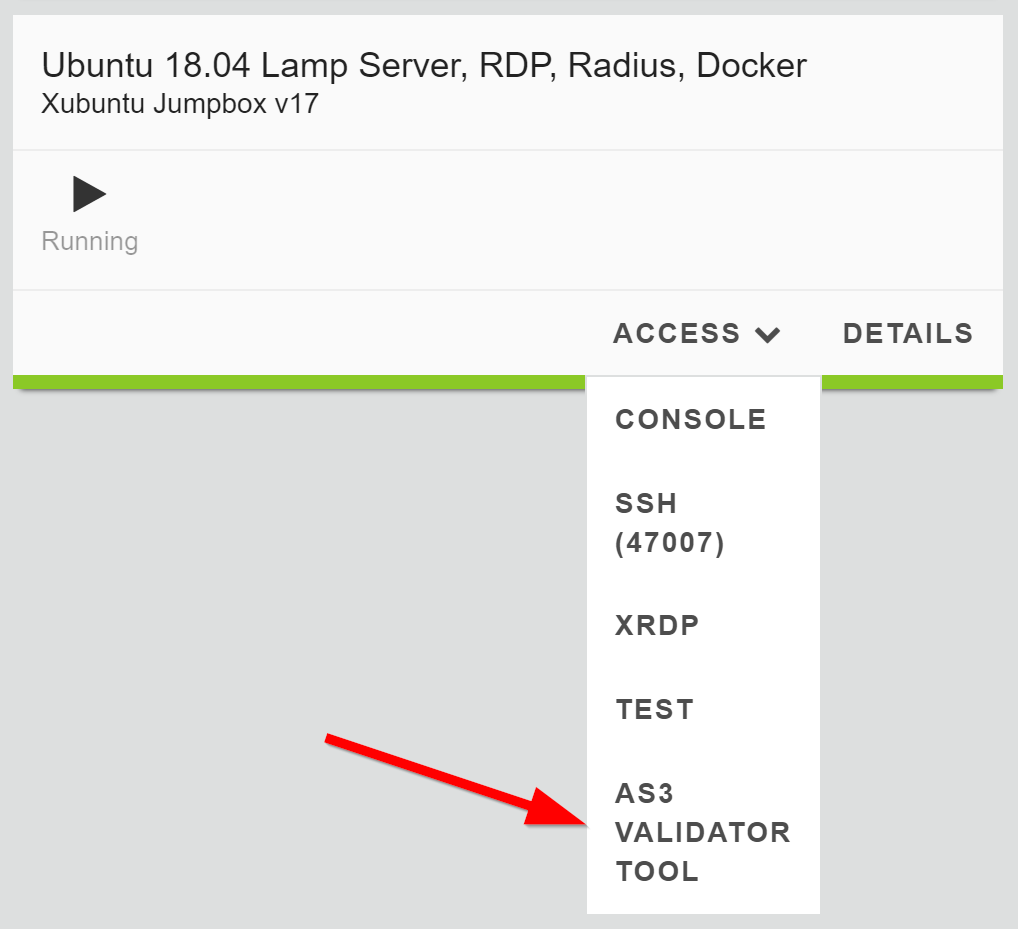 Ubuntu 18.04 Lamp Server, RDP, Radius, Docker
Xubuntu Jumpbox v17
Running
ACCESS DETAILS
CONSOLE
SSH
(47007)
XRDP
TEST
AS3
VALIDATOR
TOOL